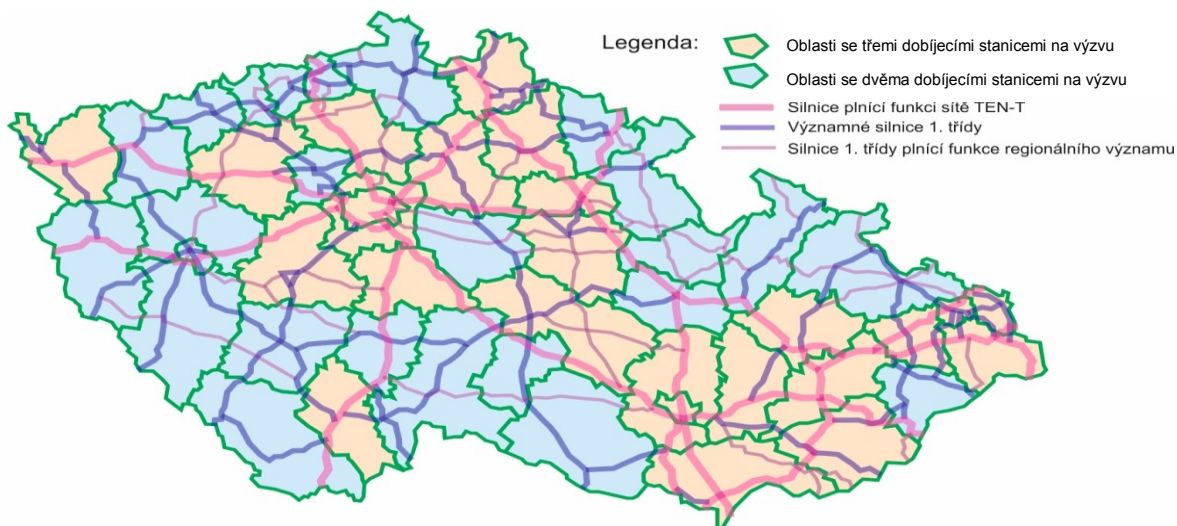 Legenda:
Oblasti se třemi dobíjecími stanicemi na výzvu
Oblasti se dvěma dobíjecími stanicemi na výzvu
Silnice plnící funkci sítě TEN-T
Významné silnice 1. třídy
Silnice 1. třídy plnící funkce regionálního významu